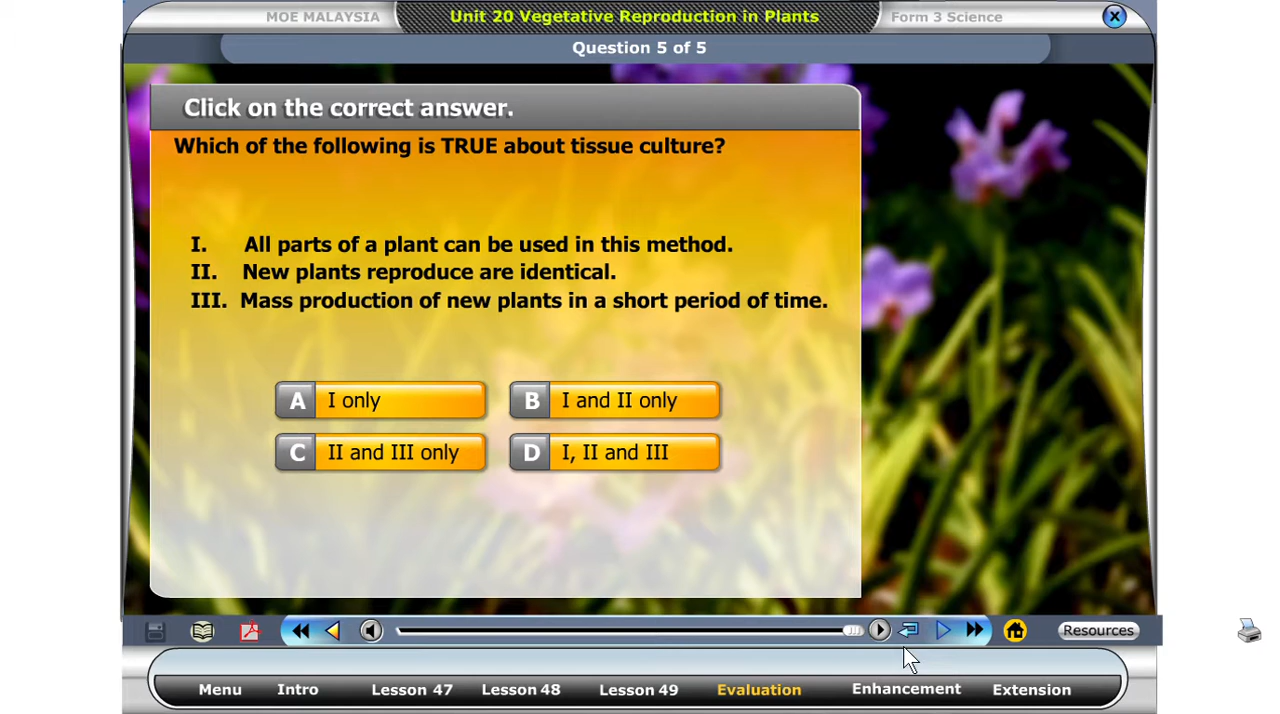 MOE MALAYSIA
Unit 20 Vegetative Reproduction in Plants
Form 3 Science
Question 5 of 5
Click on the correct answer.
Which of the following is TRUE about tissue culture?
I. All parts of a plant can be used in this method.
II. New plants reproduce are identical.
III. Mass production of new plants in a short period of time.
A I only
B I and II only
C II and III only
D I, II and III
Resources
Menu
Intro
Lesson 47
Lesson 48
Lesson 49
Evaluation
Enhancement
Extension